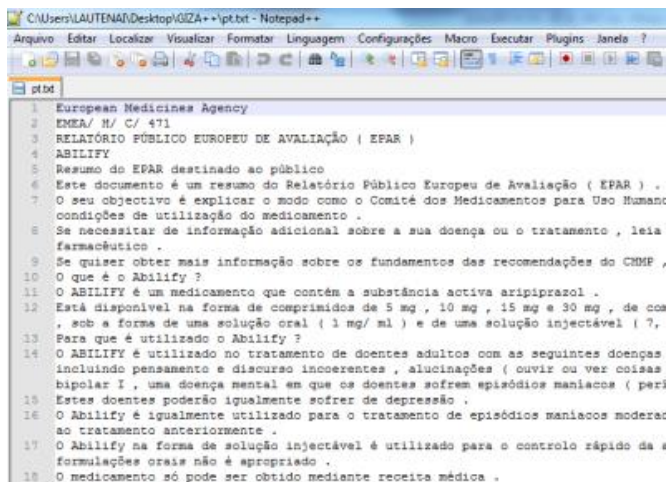 C:\Users\LAUTENAI\Desktop\GIZA++\pt.txt - Notepad++
Arquivo Editar Localizar Visualizar Formatar Linguagem Configurações Macro Executar Plugins Janela ?
pt.txt
1 European Medicines Agency
2 EMEA/ H/ C/ 471
3 RELATÓRIO PÚBLICO EUROPEU DE AVALIAÇÃO ( EPAR )
4 ABILIFY
5 Resumo do EPAR destinado ao público
6 Este documento é um resumo do Relatório Público Europeu de Avaliação ( EPAR ) .
7 O seu objectivo é explicar o modo como o Comité dos Medicamentos para Uso Humano
condições de utilização do medicamento .
8 Se necessitar de informação adicional sobre a sua doença ou o tratamento , leia
farmacêutico .
9 Se quiser obter mais informação sobre os fundamentos das recomendações do CHMP ,
10 O que é o Abilify ?
11 O ABILIFY é um medicamento que contém a substância activa aripiprazol .
12 Está disponível na forma de comprimidos de 5 mg , 10 mg , 15 mg e 30 mg , de com
, sob a forma de uma solução oral ( 1 mg/ ml ) e de uma solução injectável ( 7,
13 Para que é utilizado o Abilify ?
14 O ABILIFY é utilizado no tratamento de doentes adultos com as seguintes doenças
incluindo pensamento e discurso incoerentes , alucinações ( ouvir ou ver coisas
bipolar I , uma doença mental em que os doentes sofrem episódios maníacos ( perí
15 Estes doentes poderão igualmente sofrer de depressão .
16 O Abilify é igualmente utilizado para o tratamento de episódios maníacos moderad
ao tratamento anteriormente .
17 O Abilify na forma de solução injectável é utilizado para o controlo rápido da a
formulações orais não é apropriado .
18 O medicamento só pode ser obtido mediante receita médica .